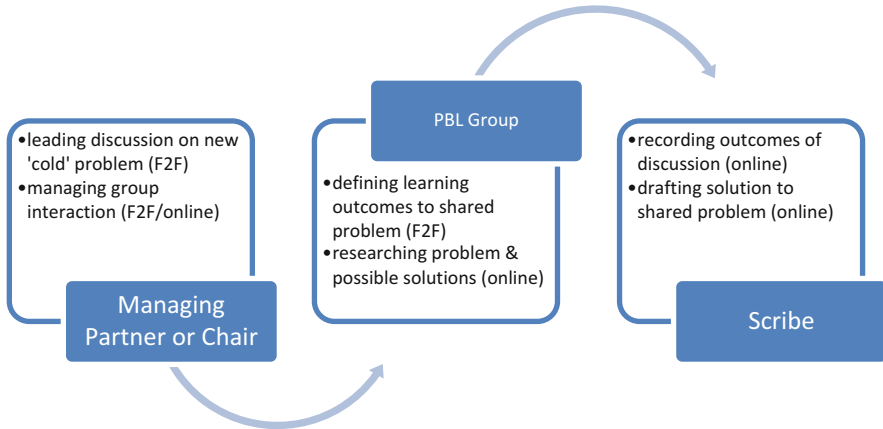 •leading discussion on new
'cold' problem (F2F)
•managing group
interaction (F2F/online)
Managing
Partner or Chair
PBL Group
•defining learning
outcomes to shared
problem (F2F)
•researching problem &
possible solutions (online)
•recording outcomes of
discussion (online)
•drafting solution to
shared problem (online)
Scribe